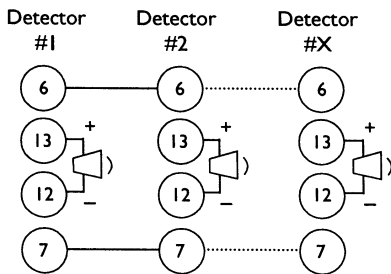 Detector Detector Detector
#1 #2 #X
6 6 6
13 + 13 + 13 +
12 – 12 – 12 –
7 7 7